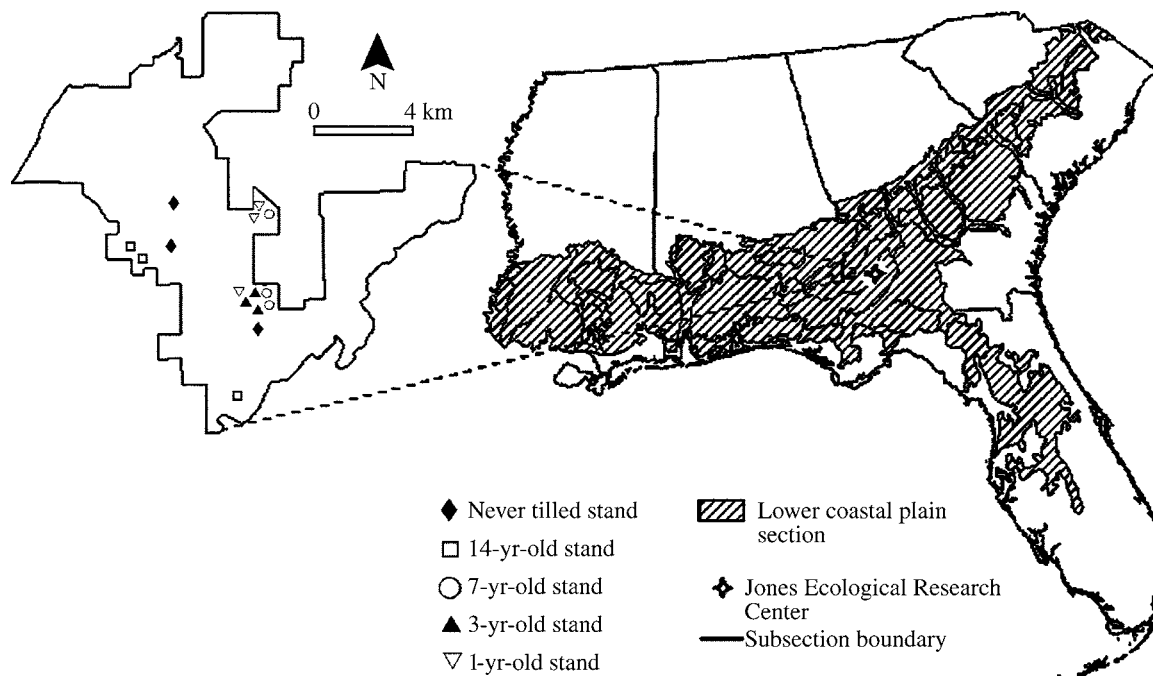 N
0 4 km
Never tilled stand
14-yr-old stand
7-yr-old stand
3-yr-old stand
1-yr-old stand
Lower coastal plain
section
Jones Ecological Research
Center
Subsection boundary